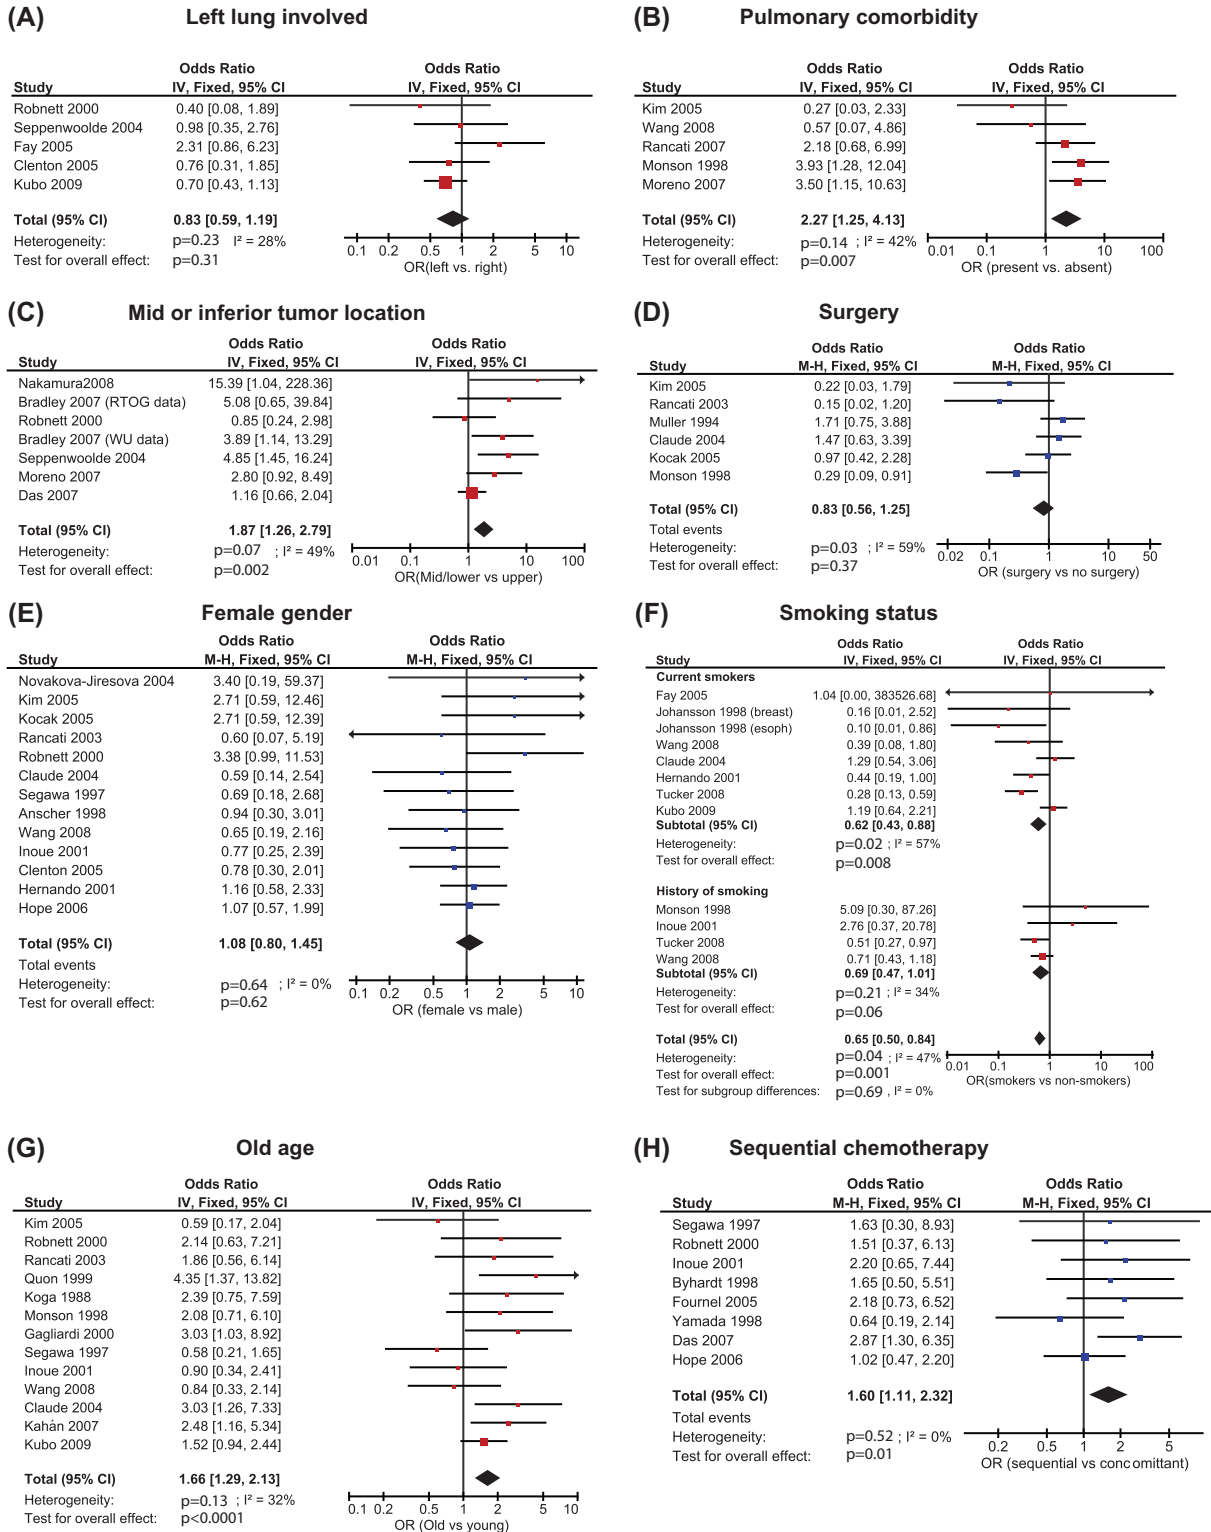 (A) Left lung involved
Odds Ratio Odds Ratio
Study IV, Fixed, 95% CI IV, Fixed, 95% CI
Robnett 2000 0.40 [0.08, 1.89]
Seppenwoolde 2004 0.98 [0.35, 2.76]
Fay 2005 2.31 [0.86, 6.23]
Clenton 2005 0.76 [0.31, 1.85]
Kubo 2009 0.70 [0.43, 1.13]
Total (95% CI) 0.83 [0.59, 1.19]
Heterogeneity: p=0.23 I² = 28%
Test for overall effect: p=0.31
0.1 0.2 0.5 1 2 5 10
OR(left vs. right)
(B) Pulmonary comorbidity
Odds Ratio Odds Ratio
Study IV, Fixed, 95% CI IV, Fixed, 95% CI
Kim 2005 0.27 [0.03, 2.33]
Wang 2008 0.57 [0.07, 4.86]
Rancati 2007 2.18 [0.68, 6.99]
Monson 1998 3.93 [1.28, 12.04]
Moreno 2007 3.50 [1.15, 10.63]
Total (95% CI) 2.27 [1.25, 4.13]
Heterogeneity: p=0.14 ; I² = 42%
Test for overall effect: p=0.007
0.01 0.1 1 10 100
OR (present vs. absent)
(C) Mid or inferior tumor location
Odds Ratio Odds Ratio
Study IV, Fixed, 95% CI IV, Fixed, 95% CI
Nakamura2008 15.39 [1.04, 228.36]
Bradley 2007 (RTOG data) 5.08 [0.65, 39.84]
Robnett 2000 0.85 [0.24, 2.98]
Bradley 2007 (WU data) 3.89 [1.14, 13.29]
Seppenwoolde 2004 4.85 [1.45, 16.24]
Moreno 2007 2.80 [0.92, 8.49]
Das 2007 1.16 [0.66, 2.04]
Total (95% CI) 1.87 [1.26, 2.79]
Heterogeneity: p=0.07 ; I² = 49%
Test for overall effect: p=0.002
0.01 0.1 1 10 100
OR(Mid/lower vs upper)
(D) Surgery
Odds Ratio Odds Ratio
Study M-H, Fixed, 95% CI M-H, Fixed, 95% CI
Kim 2005 0.22 [0.03, 1.79]
Rancati 2003 0.15 [0.02, 1.20]
Muller 1994 1.71 [0.75, 3.88]
Claude 2004 1.47 [0.63, 3.39]
Kocak 2005 0.97 [0.42, 2.28]
Monson 1998 0.29 [0.09, 0.91]
Total (95% CI) 0.83 [0.56, 1.25]
Total events
Heterogeneity: p=0.03 ; I² = 59%
Test for overall effect: p=0.37
0.02 0.1 1 10 50
OR (surgery vs no surgery)
(E) Female gender
Odds Ratio Odds Ratio
Study M-H, Fixed, 95% CI M-H, Fixed, 95% CI
Novakova-Jiresova 2004 3.40 [0.19, 59.37]
Kim 2005 2.71 [0.59, 12.46]
Kocak 2005 2.71 [0.59, 12.39]
Rancati 2003 0.60 [0.07, 5.19]
Robnett 2000 3.38 [0.99, 11.53]
Claude 2004 0.59 [0.14, 2.54]
Segawa 1997 0.69 [0.18, 2.68]
Anscher 1998 0.94 [0.30, 3.01]
Wang 2008 0.65 [0.19, 2.16]
Inoue 2001 0.77 [0.25, 2.39]
Clenton 2005 0.78 [0.30, 2.01]
Hernando 2001 1.16 [0.58, 2.33]
Hope 2006 1.07 [0.57, 1.99]
Total (95% CI) 1.08 [0.80, 1.45]
Total events
Heterogeneity: p=0.64 ; I² = 0%
Test for overall effect: p=0.62
0.1 0.2 0.5 1 2 5 10
OR (female vs male)
(F) Smoking status
Odds Ratio Odds Ratio
Study IV, Fixed, 95% CI IV, Fixed, 95% CI
Current smokers
Fay 2005 1.04 [0.00, 383526.68]
Johansson 1998 (breast) 0.16 [0.01, 2.52]
Johansson 1998 (esoph) 0.10 [0.01, 0.86]
Wang 2008 0.39 [0.08, 1.80]
Claude 2004 1.29 [0.54, 3.06]
Hernando 2001 0.44 [0.19, 1.00]
Tucker 2008 0.28 [0.13, 0.59]
Kubo 2009 1.19 [0.64, 2.21]
Subtotal (95% CI) 0.62 [0.43, 0.88]
Heterogeneity: p=0.02 ; I² = 57%
Test for overall effect: p=0.008
History of smoking
Monson 1998 5.09 [0.30, 87.26]
Inoue 2001 2.76 [0.37, 20.78]
Tucker 2008 0.51 [0.27, 0.97]
Wang 2008 0.71 [0.43, 1.18]
Subtotal (95% CI) 0.69 [0.47, 1.01]
Heterogeneity: p=0.21 ; I² = 34%
Test for overall effect: p=0.06
Total (95% CI) 0.65 [0.50, 0.84]
Heterogeneity: p=0.04 ; I² = 47%
Test for overall effect: p=0.001
Test for subgroup differences: p=0.69 ; I² = 0%
0.01 0.1 1 10 100
OR(smokers vs non-smokers)
(G) Old age
Odds Ratio Odds Ratio
Study IV, Fixed, 95% CI IV, Fixed, 95% CI
Kim 2005 0.59 [0.17, 2.04]
Robnett 2000 2.14 [0.63, 7.21]
Rancati 2003 1.86 [0.56, 6.14]
Quon 1999 4.35 [1.37, 13.82]
Koga 1988 2.39 [0.75, 7.59]
Monson 1998 2.08 [0.71, 6.10]
Gagliardi 2000 3.03 [1.03, 8.92]
Segawa 1997 0.58 [0.21, 1.65]
Inoue 2001 0.90 [0.34, 2.41]
Wang 2008 0.84 [0.33, 2.14]
Claude 2004 3.03 [1.26, 7.33]
Kahán 2007 2.48 [1.16, 5.34]
Kubo 2009 1.52 [0.94, 2.44]
Total (95% CI) 1.66 [1.29, 2.13]
Heterogeneity: p=0.13 ; I² = 32%
Test for overall effect: p<0.0001
0.1 0.2 0.5 1 2 5 10
OR (Old vs young)
(H) Sequential chemotherapy
Odds Ratio Odds Ratio
Study M-H, Fixed, 95% CI M-H, Fixed, 95% CI
Segawa 1997 1.63 [0.30, 8.93]
Robnett 2000 1.51 [0.37, 6.13]
Inoue 2001 2.20 [0.65, 7.44]
Byhardt 1998 1.65 [0.50, 5.51]
Fournel 2005 2.18 [0.73, 6.52]
Yamada 1998 0.64 [0.19, 2.14]
Das 2007 2.87 [1.30, 6.35]
Hope 2006 1.02 [0.47, 2.20]
Total (95% CI) 1.60 [1.11, 2.32]
Total events
Heterogeneity: p=0.52 ; I² = 0%
Test for overall effect: p=0.01
0.2 0.5 1 2 5
OR (sequential vs concomittant)